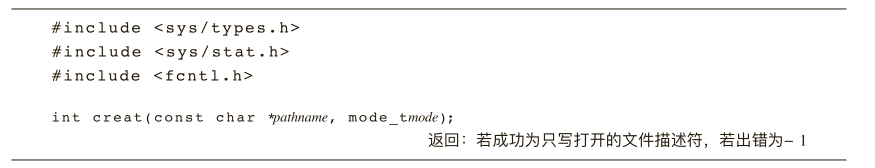 #include <sys/types.h>
#include <sys/stat.h>
#include <fcntl.h>
int creat(const char *pathname, mode_tmode);
返回：若成功为只写打开的文件描述符，若出错为– 1